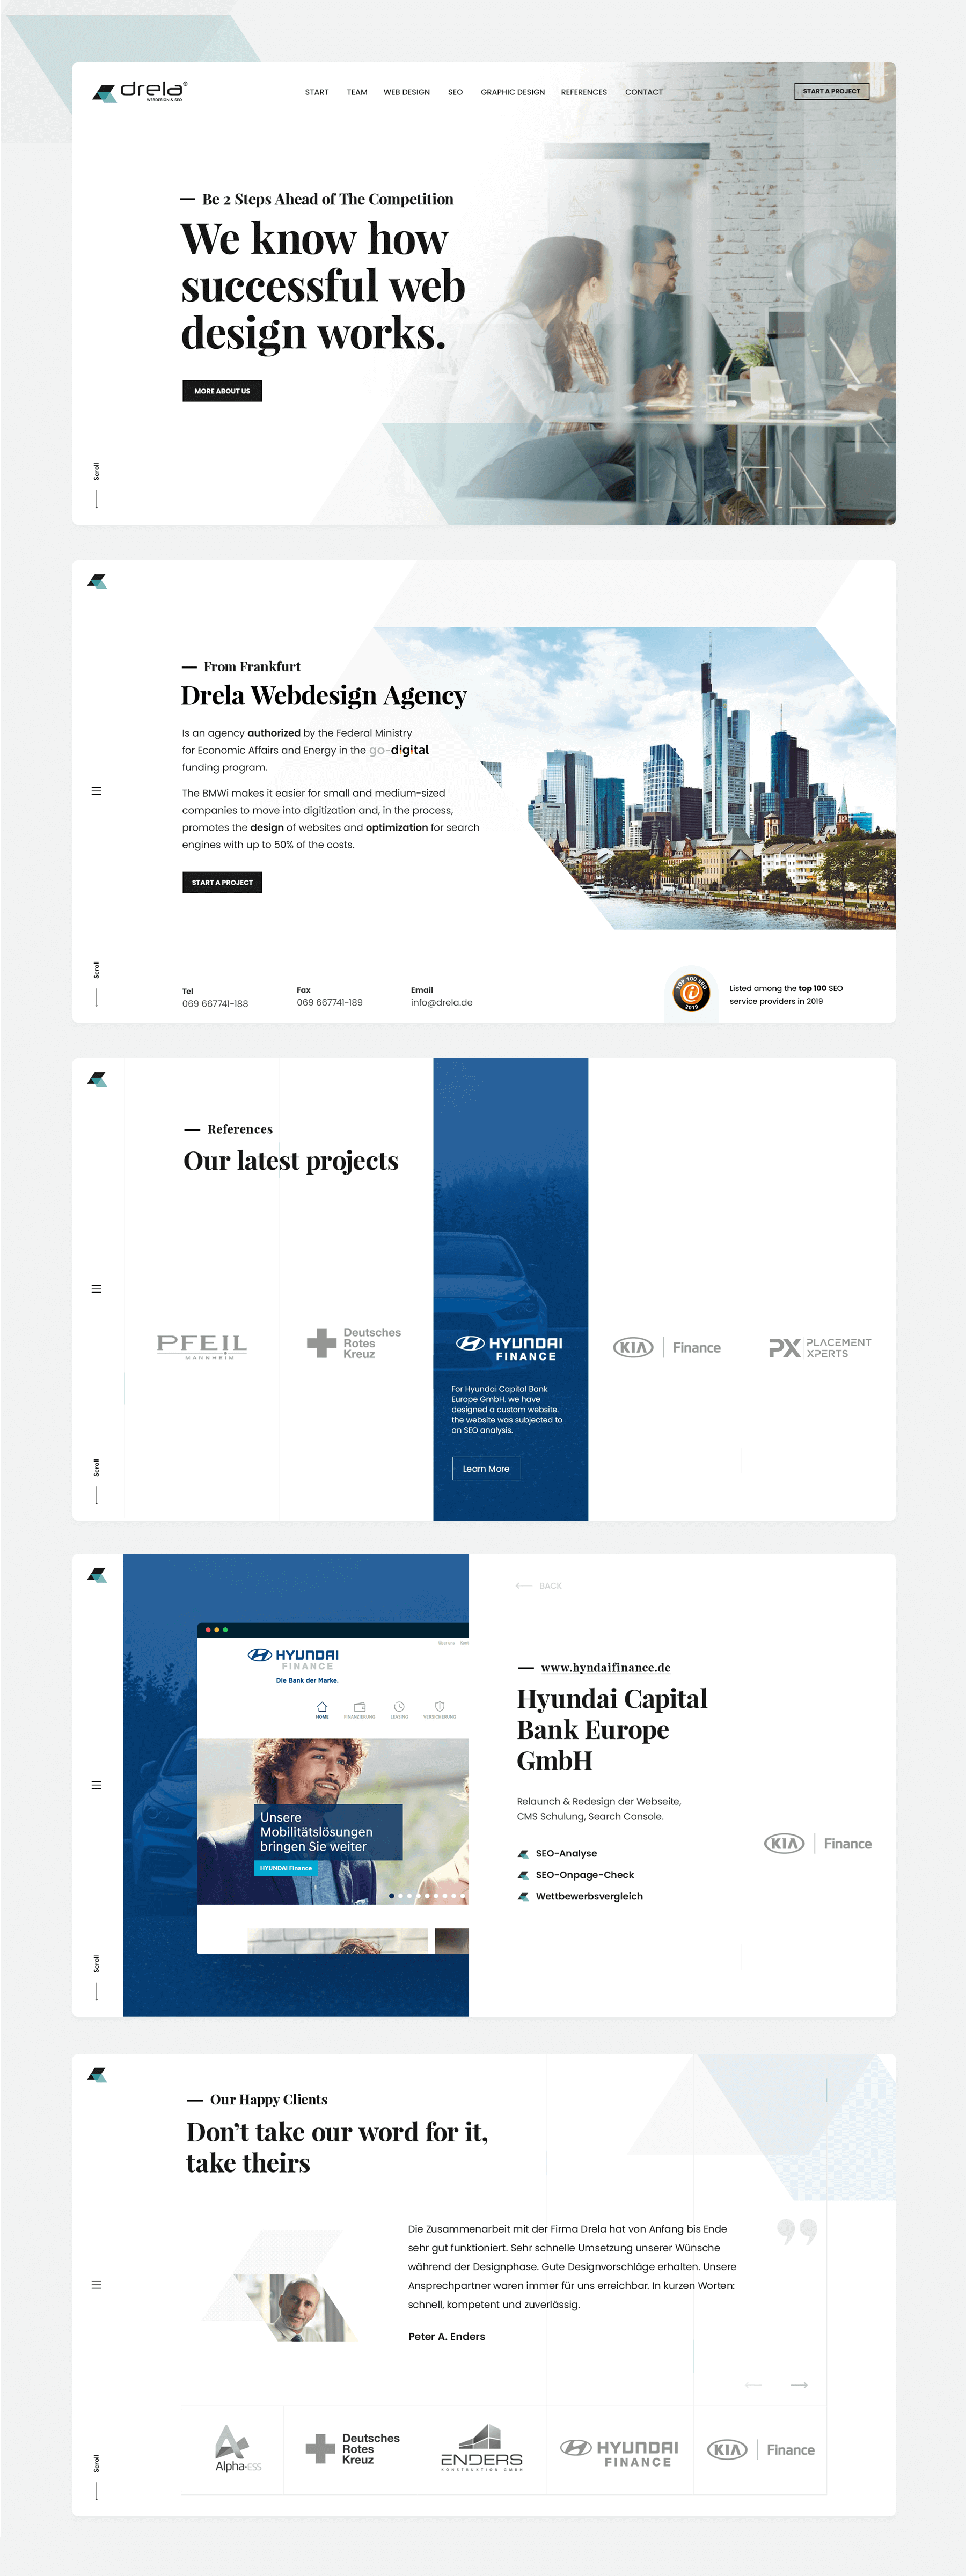 drela®
WEBDESIGN & SEO
START TEAM WEB DESIGN SEO GRAPHIC DESIGN REFERENCES CONTACT
START A PROJECT
Be 2 Steps Ahead of The Competition
We know how
successful web
design works.
MORE ABOUT US
Scroll
From Frankfurt
Drela Webdesign Agency
Is an agency authorized by the Federal Ministry
for Economic Affairs and Energy in the go-digital
funding program.
The BMWi makes it easier for small and medium-sized
companies to move into digitization and, in the process,
promotes the design of websites and optimization for search
engines with up to 50% of the costs.
START A PROJECT
Scroll
Tel
069 667741-188
Fax
069 667741-189
Email
info@drela.de
TOP 100 SEO
2019
Listed among the top 100 SEO
service providers in 2019
References
Our latest projects
PFEIL
MANNHEIM
Deutsches
Rotes
Kreuz
HYUNDAI
FINANCE
For Hyundai Capital Bank
Europe GmbH. we have
designed a custom website.
the website was subjected to
an SEO analysis.
Learn More
KIA Finance
PX PLACEMENT
XPERTS
Scroll
HYUNDAI
FINANCE
Die Bank der Marke.
HOME FINANZIERUNG LEASING VERSICHERUNG
Unsere
Mobilitätslösungen
bringen Sie weiter
HYUNDAI Finance
BACK
www.hyndaifinance.de
Hyundai Capital
Bank Europe
GmbH
Relaunch & Redesign der Webseite,
CMS Schulung, Search Console.
SEO-Analyse
SEO-Onpage-Check
Wettbewerbsvergleich
KIA Finance
Scroll
Our Happy Clients
Don't take our word for it,
take theirs
Die Zusammenarbeit mit der Firma Drela hat von Anfang bis Ende
sehr gut funktioniert. Sehr schnelle Umsetzung unserer Wünsche
während der Designphase. Gute Designvorschläge erhalten. Unsere
Ansprechpartner waren immer für uns erreichbar. In kurzen Worten:
schnell, kompetent und zuverlässig.
Peter A. Enders
Alpha-ESS
Deutsches
Rotes
Kreuz
ENDERS
KONSTRUKTION GMBH
HYUNDAI
FINANCE
KIA Finance
Scroll